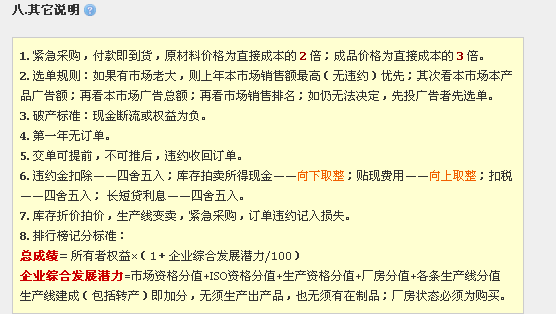 八.其它说明 ?
1. 紧急采购，付款即到货，原材料价格为直接成本的2倍；成品价格为直接成本的3倍。
2. 选单规则：如果有市场老大，则上年本市场销售额最高（无违约）优先；其次看本市场本产
品广告额；再看本市场广告总额；再看市场销售排名；如仍无法决定，先投广告者先选单。
3. 破产标准：现金断流或权益为负。
4. 第一年无订单。
5. 交单可提前，不可推后，违约收回订单。
6. 违约金扣除——四舍五入；库存拍卖所得现金——向下取整；贴现费用——向上取整；扣税
——四舍五入； 长短贷利息——四舍五入。
7. 库存折价拍价，生产线变卖，紧急采购，订单违约记入损失。
8. 排行榜记分标准：
总成绩=所有者权益×（1+企业综合发展潜力/100）
企业综合发展潜力=市场资格分值+ISO资格分值+生产资格分值+厂房分值+各条生产线分值
生产线建成（包括转产）即加分，无须生产出产品，也无须有在制品；厂房状态必须为购买。